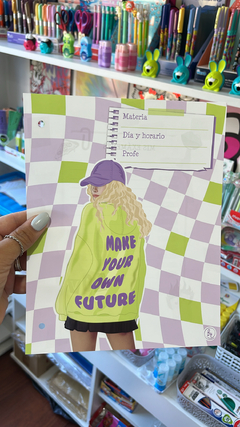 Materia
Día y horario
Profe
MAKE
YOUR
OWN
FUTURE